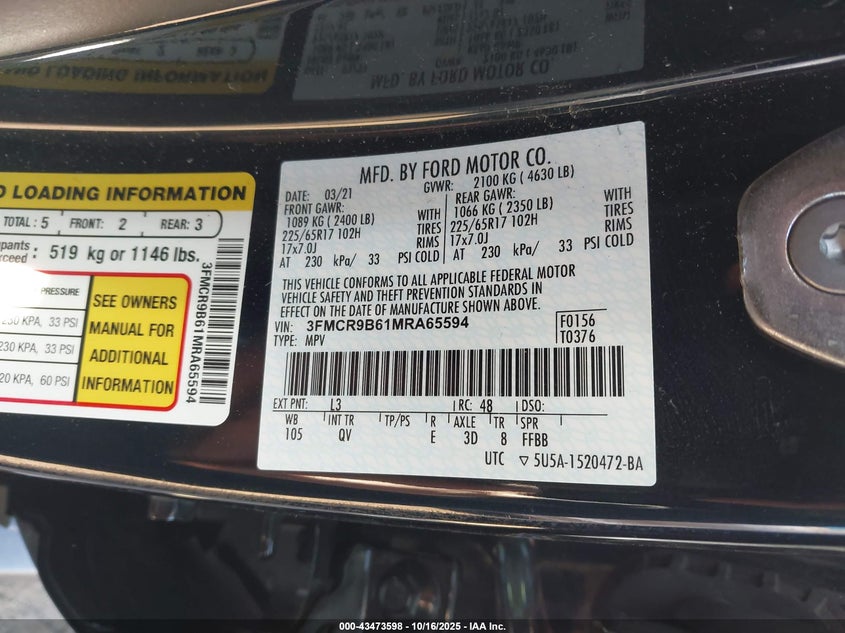 MFD. BY FORD MOTOR CO.
D LOADING INFORMATION
TOTAL : 5 FRONT: 2 REAR: 3
519 kg or 1146 lbs.
PRESSURE
KPA, 33 PSI
230 KPA, 33 PSI
KPA, 60 PSI
SEE OWNERS
MANUAL FOR
ADDITIONAL
INFORMATION
3FMCR9B61MRA65594
MFD. BY FORD MOTOR CO.
DATE: 03/21 GVWR: 2100 KG ( 4630 LB)
FRONT GAWR: REAR GAWR:
1089 KG ( 2400 LB) WITH 1066 KG ( 2350 LB) WITH
225/65R17 102H TIRES 225/65R17 102H TIRES
17x7.0J RIMS 17x7.0J RIMS
AT 230 kPa/ 33 PSI COLD AT 230 kPa/ 33 PSI COLD
THIS VEHICLE CONFORMS TO ALL APPLICABLE FEDERAL MOTOR
VEHICLE SAFETY AND THEFT PREVENTION STANDARDS IN
EFFECT ON THE DATE OF MANUFACTURE SHOWN ABOVE.
VIN: 3FMCR9B61MRA65594 F0156
TYPE: MPV T0376
EXT PNT: L3 RC: 48 DSO:
WB INT TR TP/PS R AXLE TR SPR
105 QV E 3D 8 FFBB
UTC ▽ 5U5A-1520472-BA
000-43473598 - 10/16/2025 - IAA Inc.